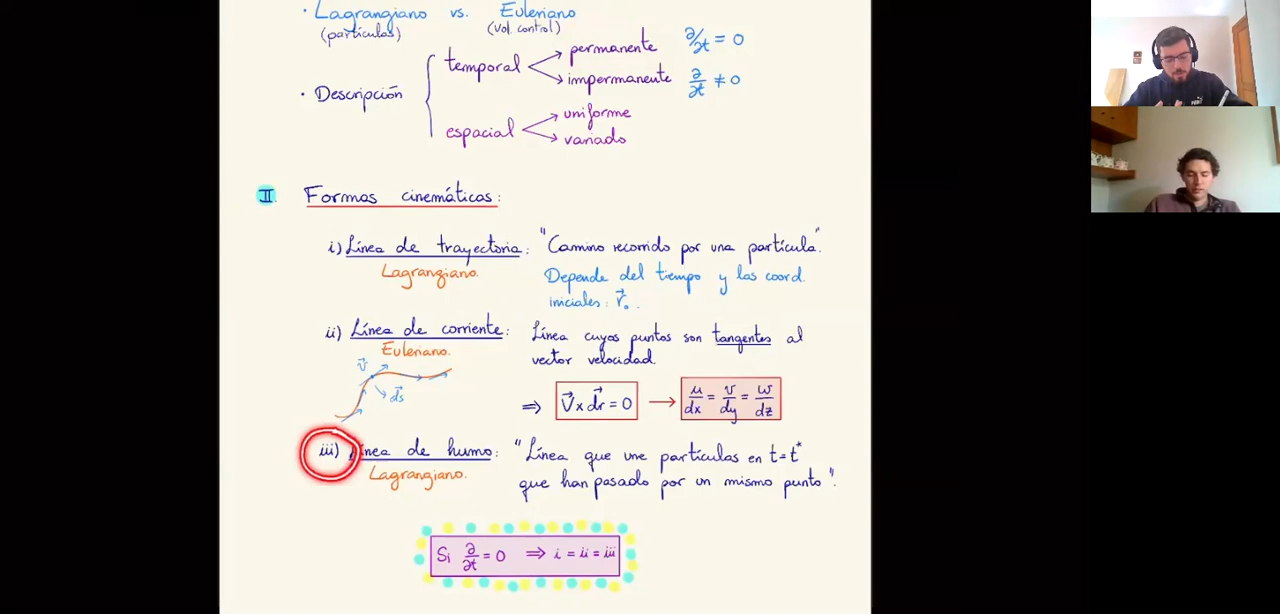 · Lagrangiano vs. Euleriano
(partículas) (Vol. control)
· Descripción
temporal
permanente ∂/∂t = 0
impermanente ∂/∂t ≠ 0
espacial
uniforme
variado
II. Formas cinemáticas:
i) Línea de trayectoria: "Camino recorrido por una partícula".
Lagrangiano. Depende del tiempo y las coord.
iniciales: r⃗₀.
ii) Línea de corriente: Línea cuyos puntos son tangentes al
Euleriano. vector velocidad.
v⃗
ds⃗
⇒ V⃗ x dr⃗ = 0 → u/dx = v/dy = w/dz
iii) Línea de humo: "Línea que une partículas en t=t*
Lagrangiano. que han pasado por un mismo punto".
Si ∂/∂t = 0 ⇒ i = ii = iii